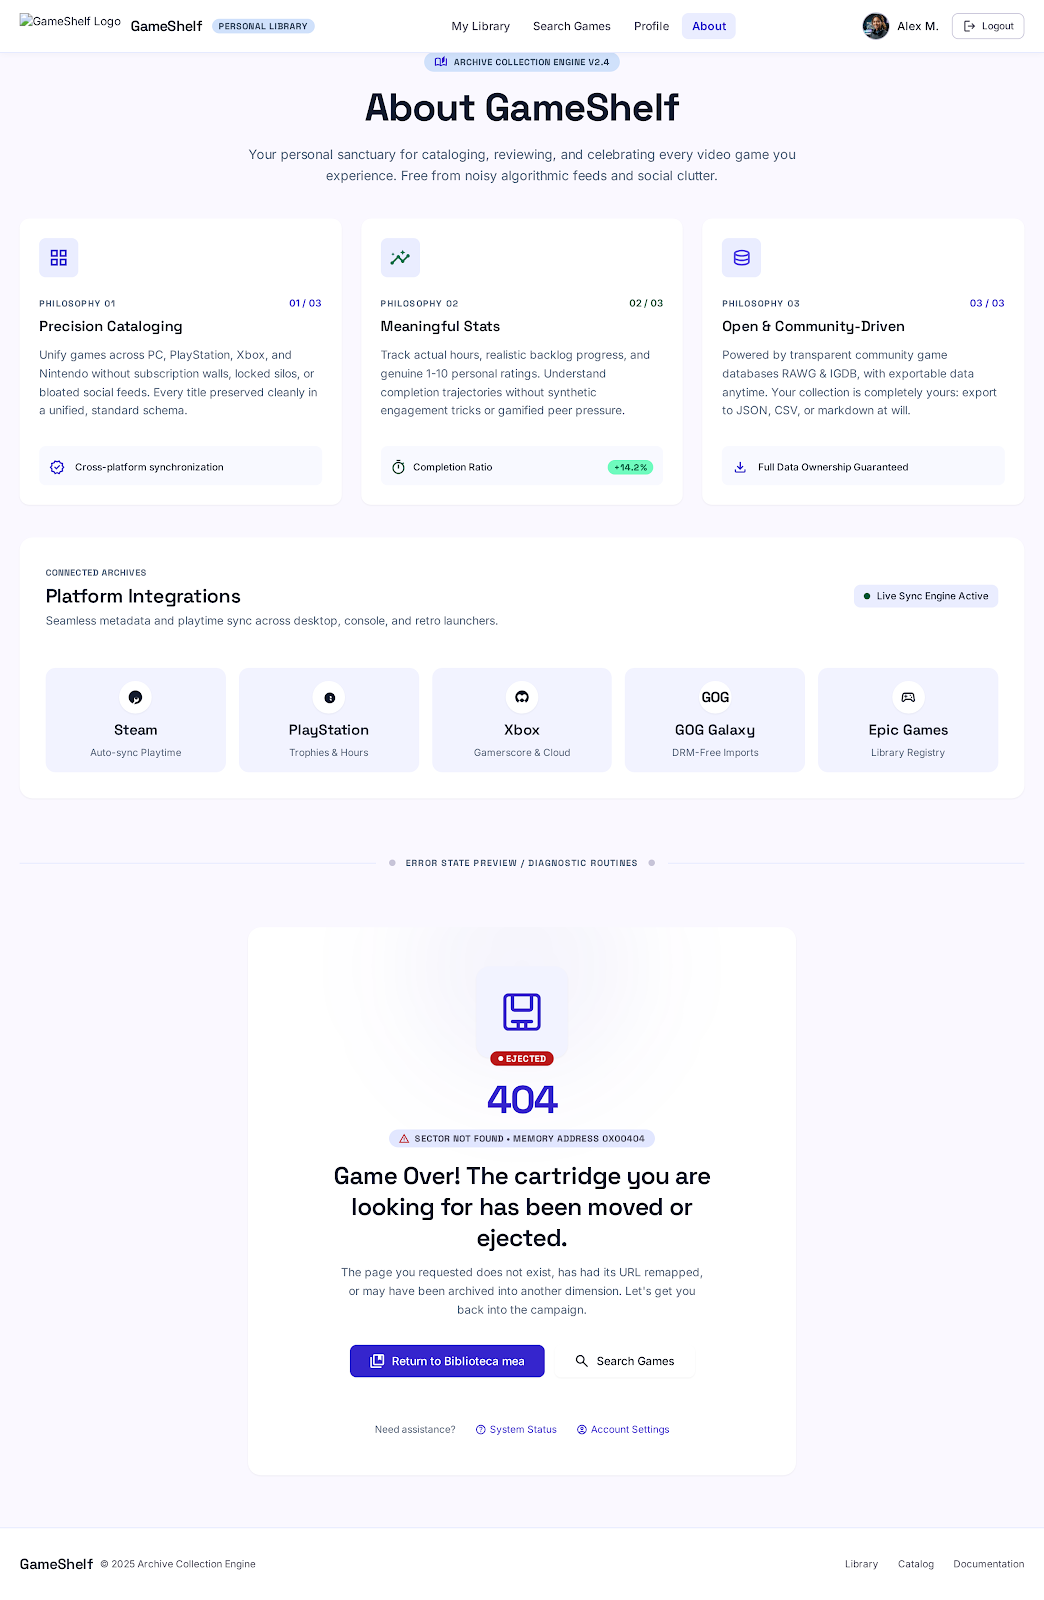 GameShelf Logo
GameShelf
PERSONAL LIBRARY
My Library
Search Games
Profile
About
Alex M.
Logout
ARCHIVE COLLECTION ENGINE V2.4
About GameShelf
Your personal sanctuary for cataloging, reviewing, and celebrating every video game you
experience. Free from noisy algorithmic feeds and social clutter.
PHILOSOPHY 01
01 / 03
Precision Cataloging
Unify games across PC, PlayStation, Xbox, and
Nintendo without subscription walls, locked silos, or
bloated social feeds. Every title preserved cleanly in
a unified, standard schema.
Cross-platform synchronization
PHILOSOPHY 02
02 / 03
Meaningful Stats
Track actual hours, realistic backlog progress, and
genuine 1-10 personal ratings. Understand
completion trajectories without synthetic
engagement tricks or gamified peer pressure.
Completion Ratio
+14.2%
PHILOSOPHY 03
03 / 03
Open & Community-Driven
Powered by transparent community game
databases RAWG & IGDB, with exportable data
anytime. Your collection is completely yours: export
to JSON, CSV, or markdown at will.
Full Data Ownership Guaranteed
CONNECTED ARCHIVES
Platform Integrations
Seamless metadata and playtime sync across desktop, console, and retro launchers.
Live Sync Engine Active
Steam
Auto-sync Playtime
PlayStation
Trophies & Hours
Xbox
Gamerscore & Cloud
GOG
GOG Galaxy
DRM-Free Imports
Epic Games
Library Registry
ERROR STATE PREVIEW / DIAGNOSTIC ROUTINES
EJECTED
404
SECTOR NOT FOUND • MEMORY ADDRESS 0X00404
Game Over! The cartridge you are
looking for has been moved or
ejected.
The page you requested does not exist, has had its URL remapped,
or may have been archived into another dimension. Let's get you
back into the campaign.
Return to Biblioteca mea
Search Games
Need assistance?
System Status
Account Settings
GameShelf
© 2025 Archive Collection Engine
Library
Catalog
Documentation